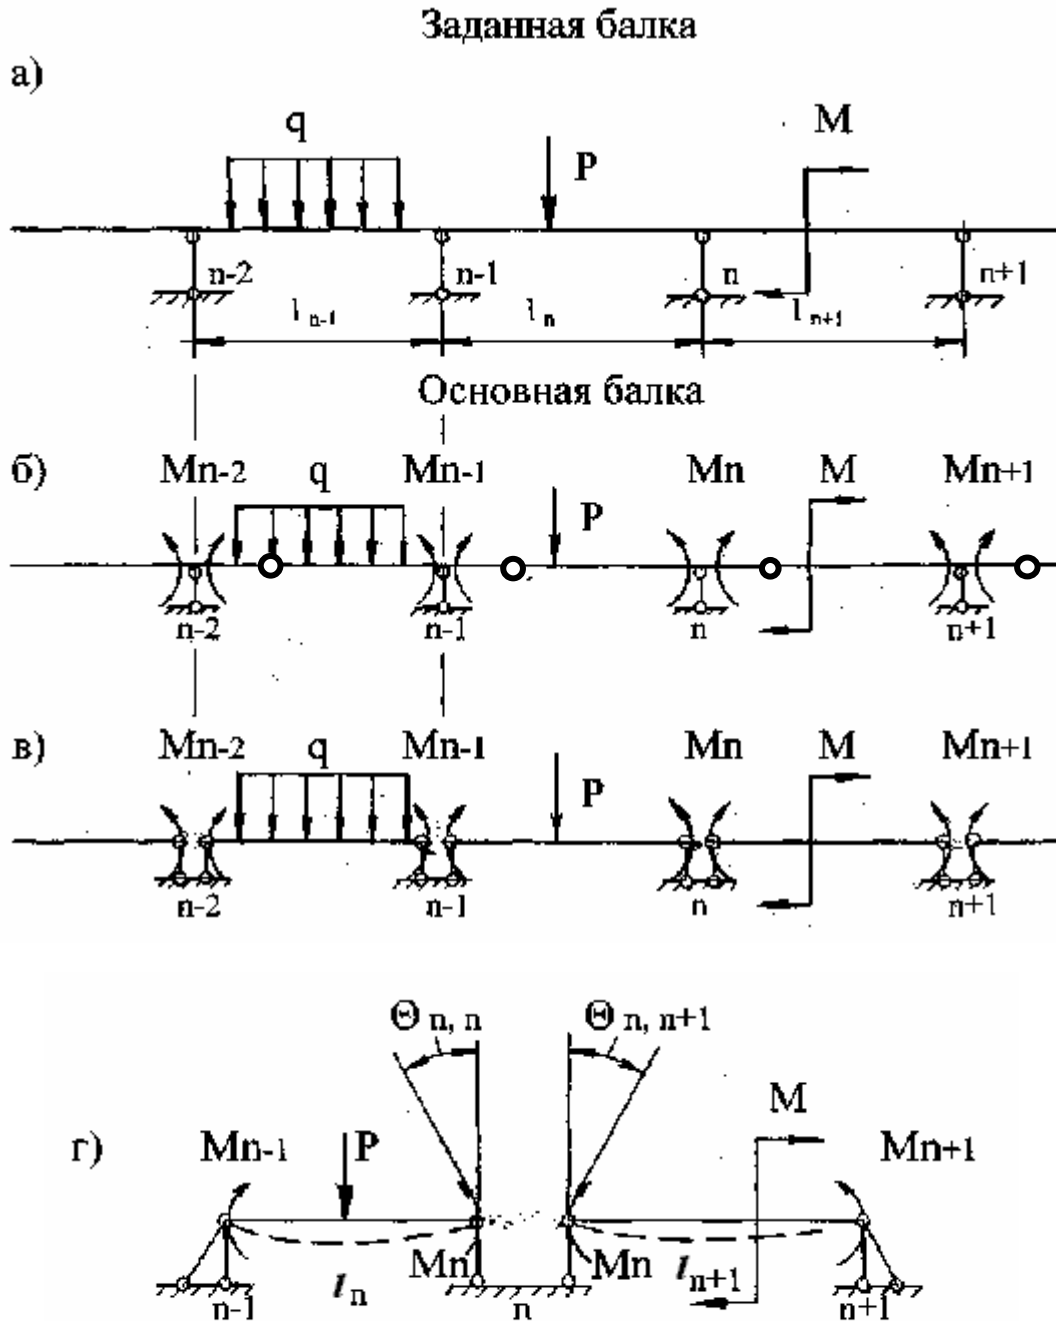 Заданная балка
а)
q P M
n-2 n-1 n n+1
l n-1 l n l n+1
Основная балка
б) Mn-2 q Mn-1 P Mn M Mn+1
n-2 n-1 n n+1
в) Mn-2 q Mn-1 P Mn M Mn+1
n-2 n-1 n n+1
Θ n, n Θ n, n+1
г) Mn-1 P M Mn+1
Mn Mn
n-1 l n n l n+1 n+1